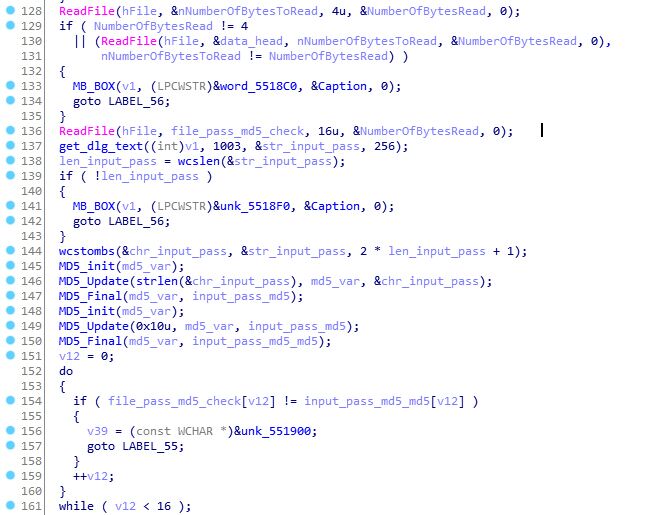 128 ReadFile(hFile, &nNumberOfBytesToRead, 4u, &NumberOfBytesRead, 0);
129 if ( NumberOfBytesRead != 4
130 || (ReadFile(hFile, &data_head, nNumberOfBytesToRead, &NumberOfBytesRead, 0),
131 nNumberOfBytesToRead != NumberOfBytesRead) )
132 {
133 MB_BOX(v1, (LPCWSTR)&word_5518C0, &Caption, 0);
134 goto LABEL_56;
135 }
136 ReadFile(hFile, file_pass_md5_check, 16u, &NumberOfBytesRead, 0);
137 get_dlg_text((int)v1, 1003, &str_input_pass, 256);
138 len_input_pass = wcslen(&str_input_pass);
139 if ( !len_input_pass )
140 {
141 MB_BOX(v1, (LPCWSTR)&unk_5518F0, &Caption, 0);
142 goto LABEL_56;
143 }
144 wcstombs(&chr_input_pass, &str_input_pass, 2 * len_input_pass + 1);
145 MD5_init(md5_var);
146 MD5_Update(strlen(&chr_input_pass), md5_var, &chr_input_pass);
147 MD5_Final(md5_var, input_pass_md5);
148 MD5_init(md5_var);
149 MD5_Update(0x10u, md5_var, input_pass_md5);
150 MD5_Final(md5_var, input_pass_md5_md5);
151 v12 = 0;
152 do
153 {
154 if ( file_pass_md5_check[v12] != input_pass_md5_md5[v12] )
155 {
156 v39 = (const WCHAR *)&unk_551900;
157 goto LABEL_55;
158 }
159 ++v12;
160 }
161 while ( v12 < 16 );